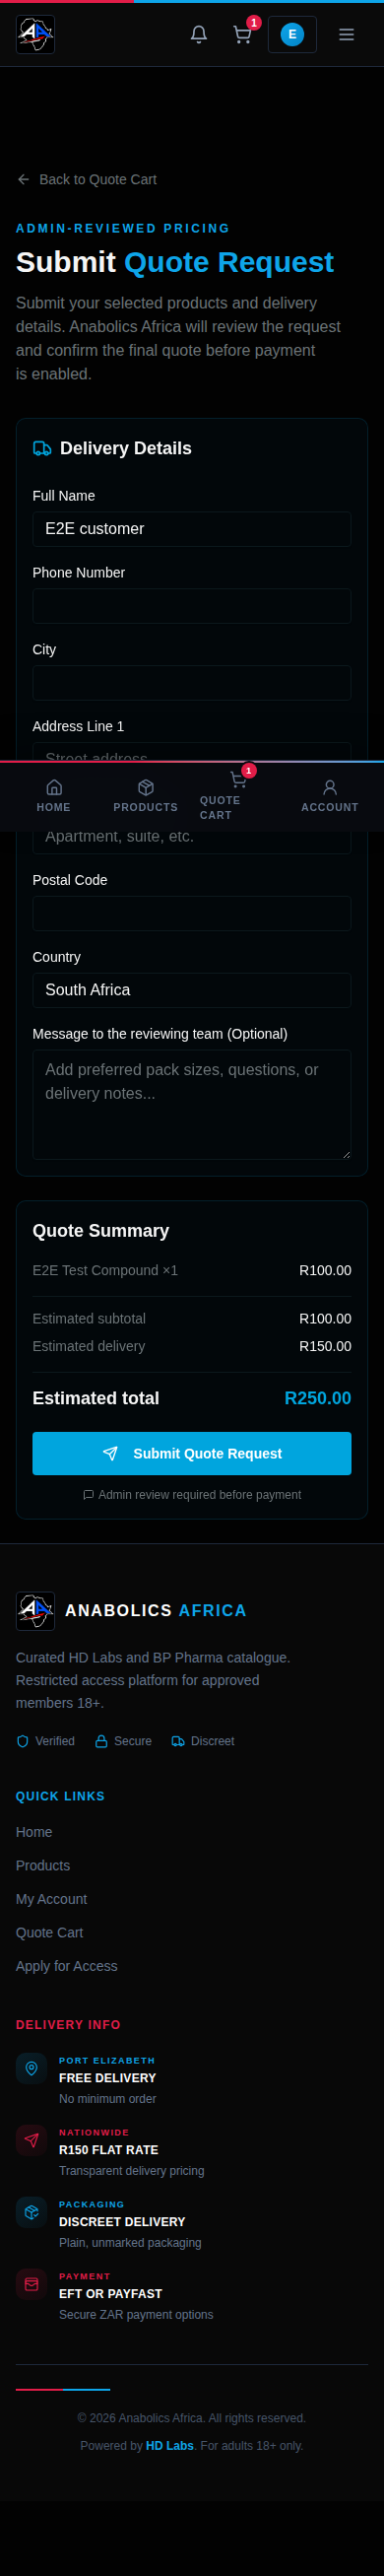 1
E
Back to Quote Cart
ADMIN-REVIEWED PRICING
Submit Quote Request
Submit your selected products and delivery
details. Anabolics Africa will review the request
and confirm the final quote before payment
is enabled.
Delivery Details
Full Name
E2E customer
Phone Number
City
Address Line 1
Street address
1
HOME
PRODUCTS
QUOTE
CART
ACCOUNT
Apartment, suite, etc.
Postal Code
Country
South Africa
Message to the reviewing team (Optional)
Add preferred pack sizes, questions, or
delivery notes...
Quote Summary
E2E Test Compound ×1 R100.00
Estimated subtotal R100.00
Estimated delivery R150.00
Estimated total R250.00
Submit Quote Request
Admin review required before payment
ANABOLICS AFRICA
Curated HD Labs and BP Pharma catalogue.
Restricted access platform for approved
members 18+.
Verified Secure Discreet
QUICK LINKS
Home
Products
My Account
Quote Cart
Apply for Access
DELIVERY INFO
PORT ELIZABETH
FREE DELIVERY
No minimum order
NATIONWIDE
R150 FLAT RATE
Transparent delivery pricing
PACKAGING
DISCREET DELIVERY
Plain, unmarked packaging
PAYMENT
EFT OR PAYFAST
Secure ZAR payment options
© 2026 Anabolics Africa. All rights reserved.
Powered by HD Labs. For adults 18+ only.